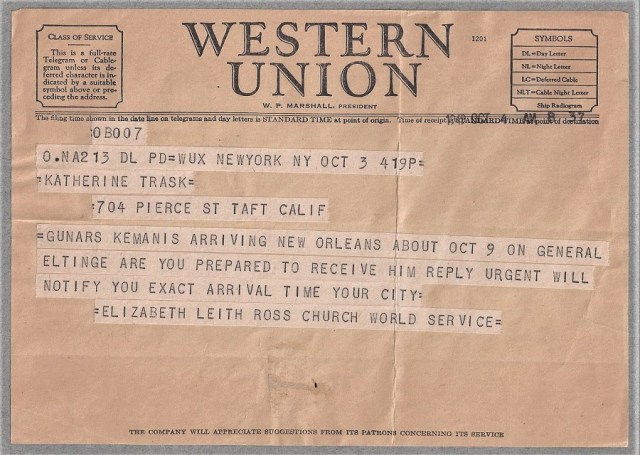 CLASS OF SERVICE
This is a full-rate
Telegram or Cable-
gram unless its de-
ferred character is in-
dicated by a suitable
symbol above or pre-
ceding the address.
WESTERN
UNION
W. P. MARSHALL, PRESIDENT
1201
SYMBOLS
DL=Day Letter
NL=Night Letter
LC=Deferred Cable
NLT=Cable Night Letter
Ship Radiogram
The filing time shown in the date line on telegrams and day letters is STANDARD TIME at point of origin. Time of receipt is STANDARD TIME at point of destination
OCT 4 AM 8 37
:OB007
O.NA213 DL PD=WUX NEWYORK NY OCT 3 419P=
=KATHERINE TRASK=
:704 PIERCE ST TAFT CALIF
=GUNARS KEMANIS ARRIVING NEW ORLEANS ABOUT OCT 9 ON GENERAL
ELTINGE ARE YOU PREPARED TO RECEIVE HIM REPLY URGENT WILL
NOTIFY YOU EXACT ARRIVAL TIME YOUR CITY=
=ELIZABETH LEITH ROSS CHURCH WORLD SERVICE=
THE COMPANY WILL APPRECIATE SUGGESTIONS FROM ITS PATRONS CONCERNING ITS SERVICE